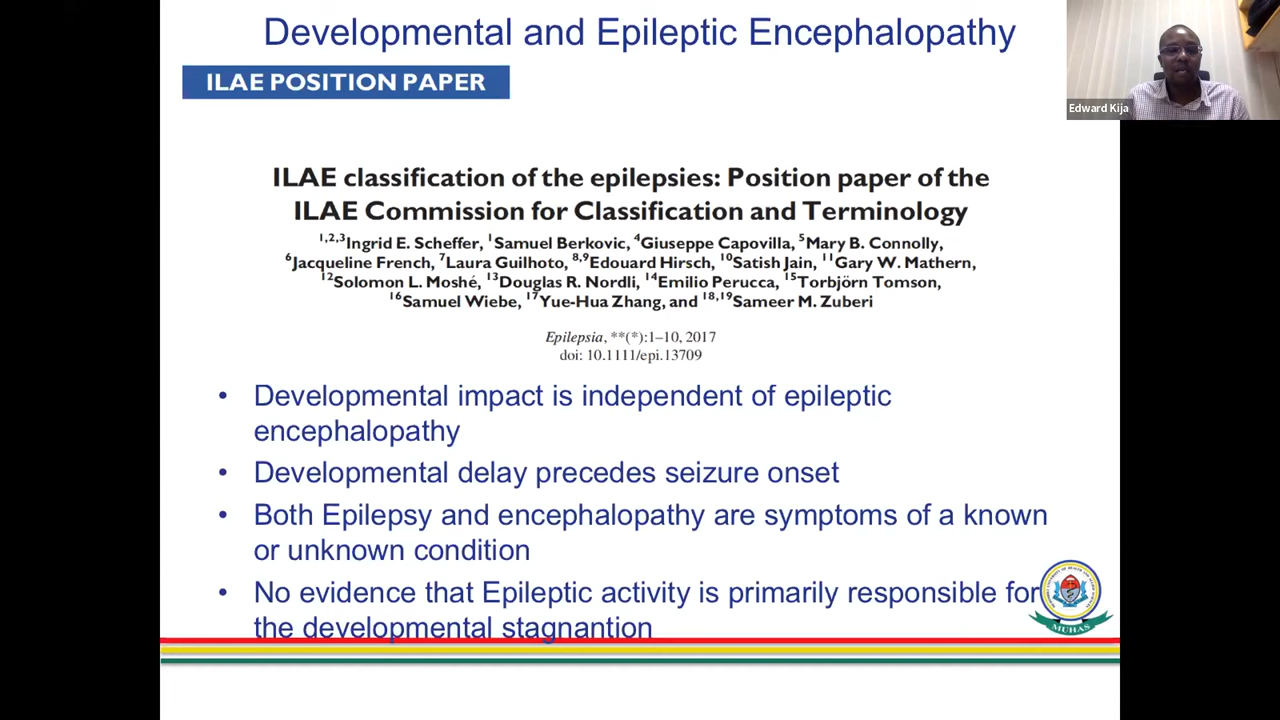 Developmental and Epileptic Encephalopathy
ILAE POSITION PAPER
Edward Kija
ILAE classification of the epilepsies: Position paper of the
ILAE Commission for Classification and Terminology
1,2,3Ingrid E. Scheffer, 1Samuel Berkovic, 4Giuseppe Capovilla, 5Mary B. Connolly,
6Jacqueline French, 7Laura Guilhoto, 8,9Edouard Hirsch, 10Satish Jain, 11Gary W. Mathern,
12Solomon L. Moshé, 13Douglas R. Nordli, 14Emilio Perucca, 15Torbjörn Tomson,
16Samuel Wiebe, 17Yue-Hua Zhang, and 18,19Sameer M. Zuberi
Epilepsia, **(*):1–10, 2017
doi: 10.1111/epi.13709
• Developmental impact is independent of epileptic
encephalopathy
• Developmental delay precedes seizure onset
• Both Epilepsy and encephalopathy are symptoms of a known
or unknown condition
• No evidence that Epileptic activity is primarily responsible for
the developmental stagnantion
MUHAS